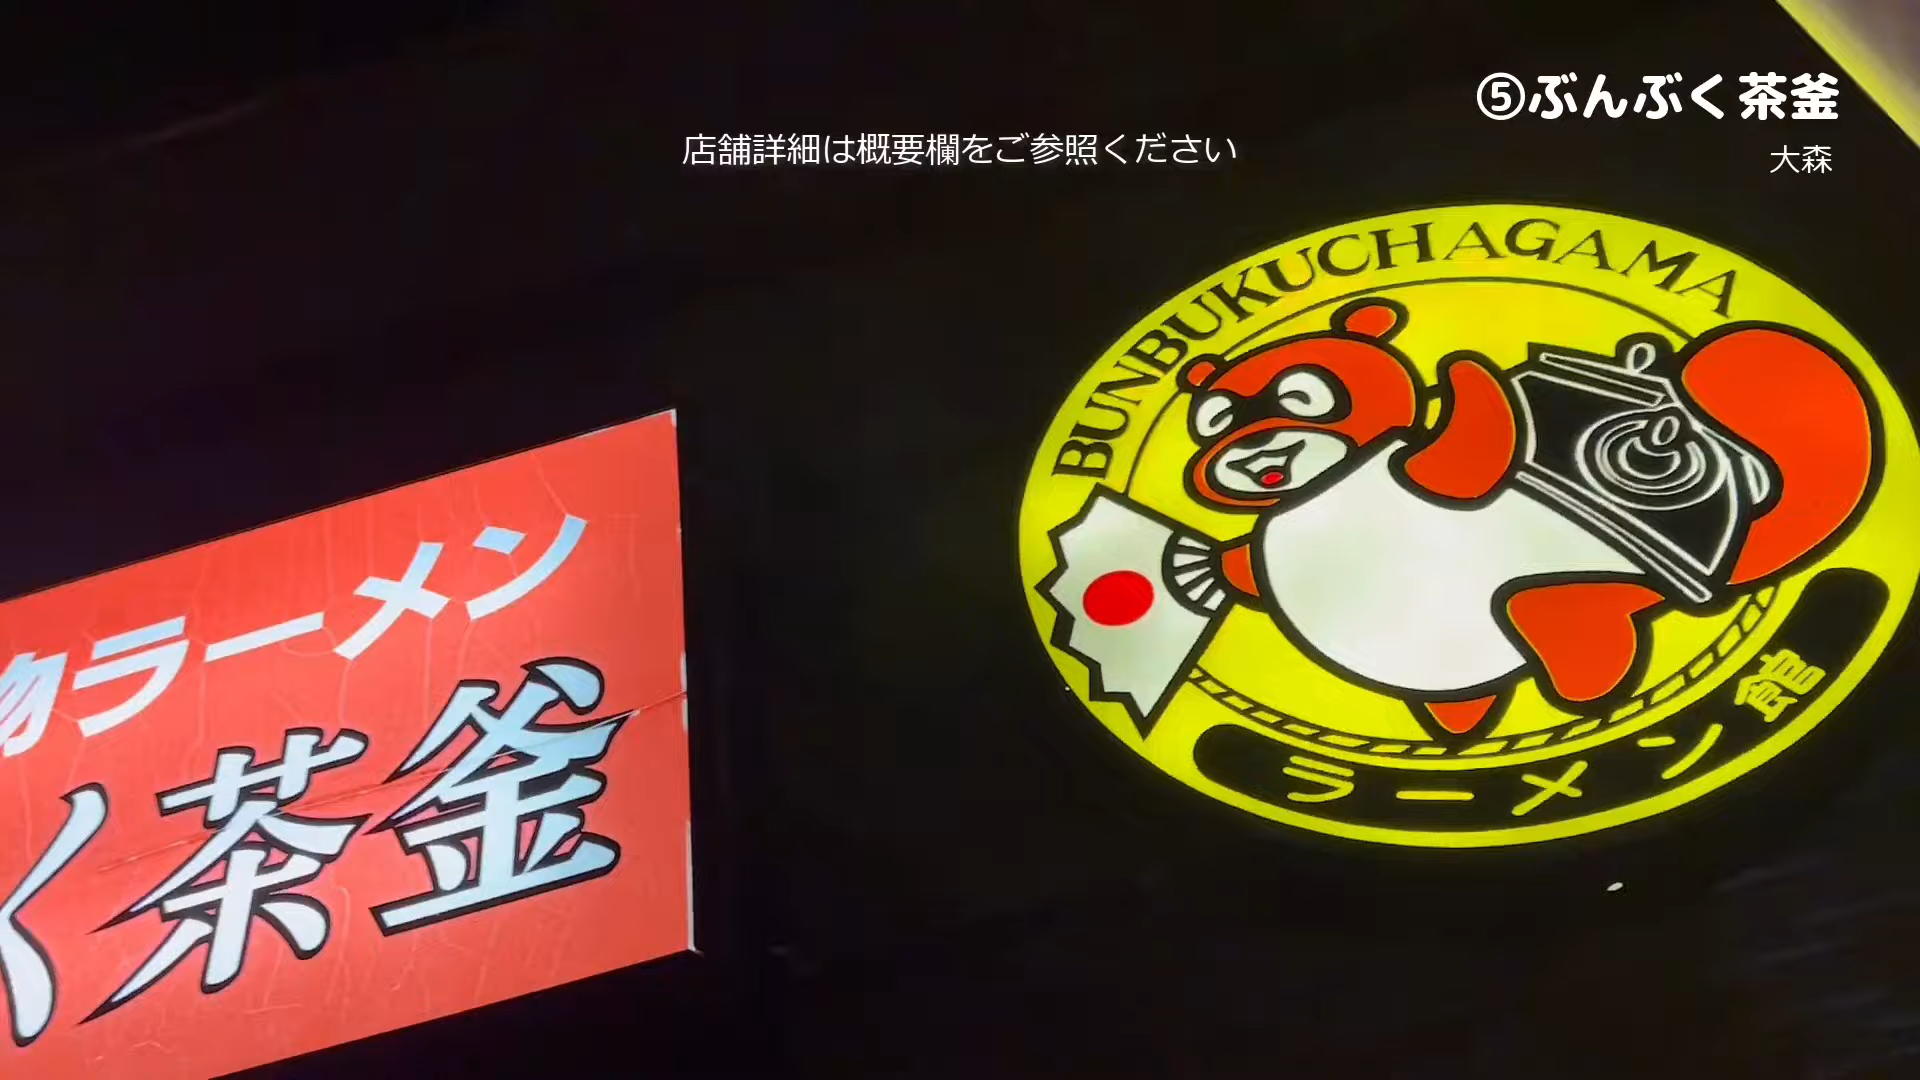 ⑤ぶんぶく茶釜
大森
店舗詳細は概要欄をご参照ください
BUNBUKUCHAGAMA
ラーメン館
物ラーメン
く茶釜